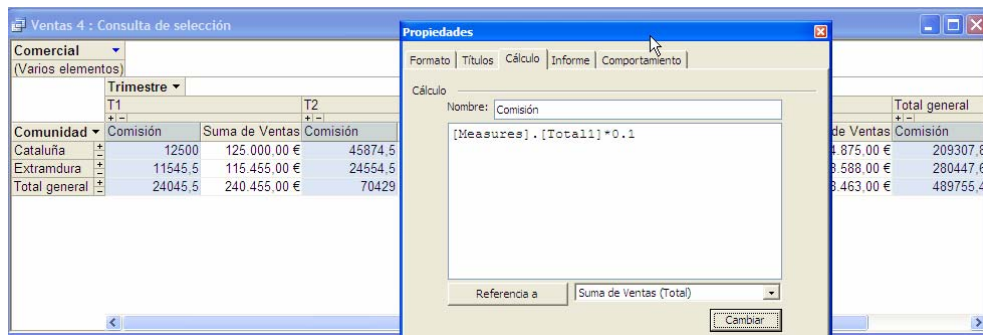 Ventas 4 : Consulta de selección
Comercial
(Varios elementos)
Trimestre
T1 T2 Total general
Comunidad Comisión Suma de Ventas Comisión de Ventas Comisión
Cataluña 12500 125.000,00 € 45874,5 4.875,00 € 209307,8
Extramdura 11545,5 115.455,00 € 24554,5 3.588,00 € 280447,6
Total general 24045,5 240.455,00 € 70429 3.463,00 € 489755,4
Propiedades
Formato Títulos Cálculo Informe Comportamiento
Cálculo
Nombre: Comisión
[Measures].[Total1]*0.1
Referencia a Suma de Ventas (Total)
Cambiar